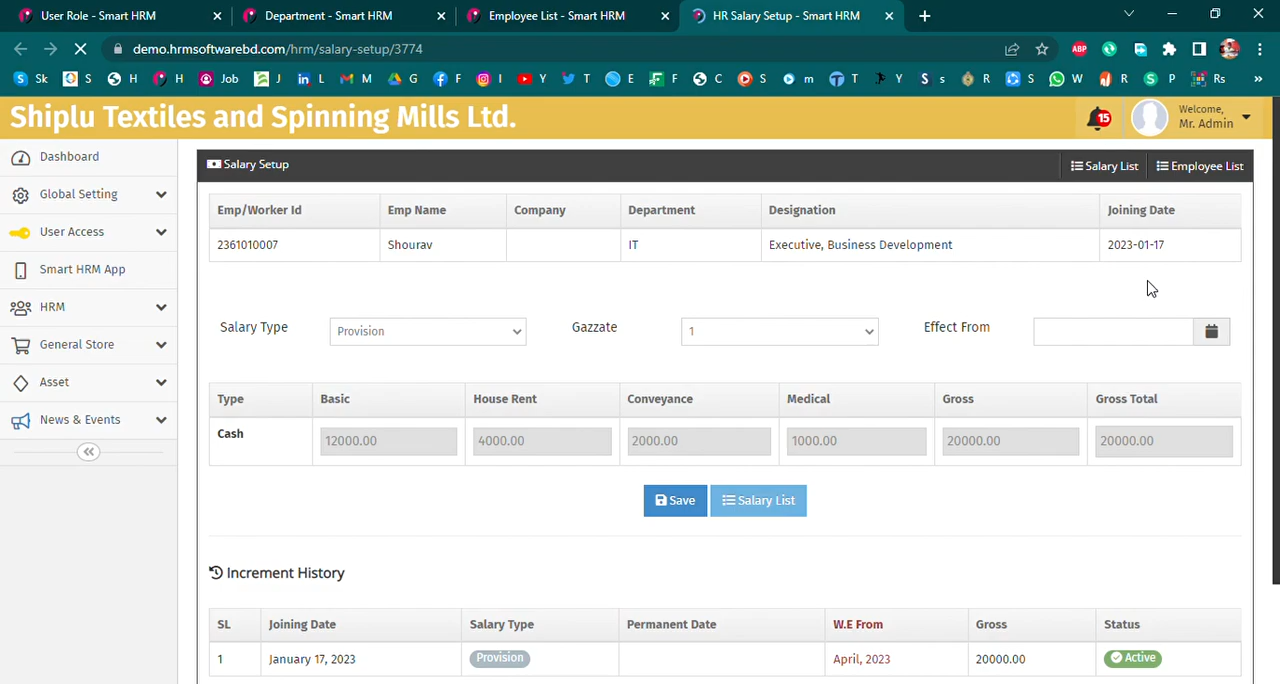 User Role - Smart HRM
Department - Smart HRM
Employee List - Smart HRM
HR Salary Setup - Smart HRM
demo.hrmsoftwarebd.com/hrm/salary-setup/3774
ABP
Sk S H H Job J L M G F I Y T E F C S m T Y s R S W R P Rs
Shiplu Textiles and Spinning Mills Ltd.
15
Welcome,
Mr. Admin
Dashboard
Global Setting
User Access
Smart HRM App
HRM
General Store
Asset
News & Events
Salary Setup
Salary List
Employee List
Emp/Worker Id Emp Name Company Department Designation Joining Date
2361010007 Shourav IT Executive, Business Development 2023-01-17
Salary Type Provision Gazzate 1 Effect From
Type Basic House Rent Conveyance Medical Gross Gross Total
Cash 12000.00 4000.00 2000.00 1000.00 20000.00 20000.00
Save Salary List
Increment History
SL Joining Date Salary Type Permanent Date W.E From Gross Status
1 January 17, 2023 Provision April, 2023 20000.00 Active